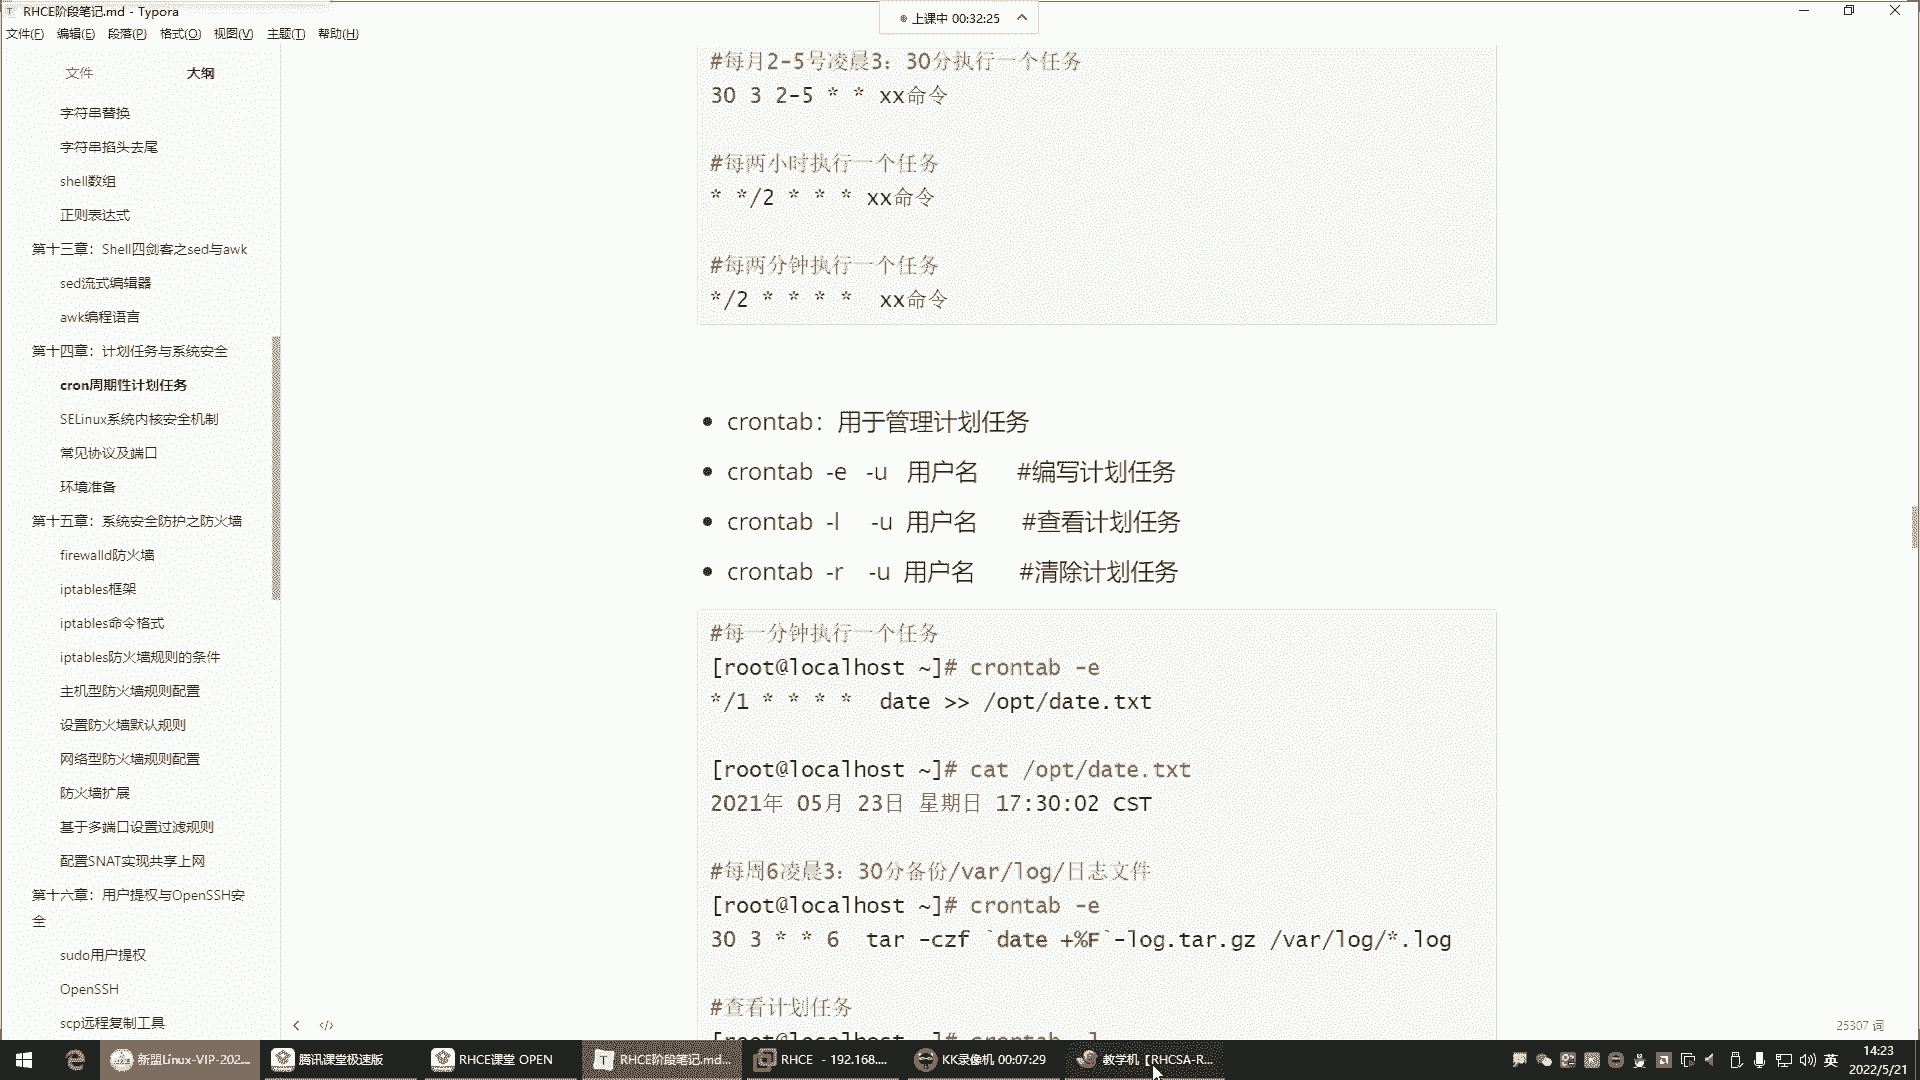 RHCE阶段笔记.md - Typora
上课中 00:32:25
文件(F) 编辑(E) 段落(P) 格式(O) 视图(V) 主题(T) 帮助(H)
文件 大纲
字符串替换
字符串掐头去尾
shell数组
正则表达式
第十三章：Shell四剑客之sed与awk
sed流式编辑器
awk编程语言
第十四章：计划任务与系统安全
cron周期性计划任务
SELinux系统内核安全机制
常见协议及端口
环境准备
第十五章：系统安全防护之防火墙
firewalld防火墙
iptables框架
iptables命令格式
iptables防火墙规则的条件
主机型防火墙规则配置
设置防火墙默认规则
网络型防火墙规则配置
防火墙扩展
基于多端口设置过滤规则
配置SNAT实现共享上网
第十六章：用户提权与OpenSSH安
全
sudo用户提权
OpenSSH
scp远程复制工具
#每月2-5号凌晨3：30分执行一个任务
30 3 2-5 * * xx命令
#每两小时执行一个任务
* */2 * * * xx命令
#每两分钟执行一个任务
*/2 * * * * xx命令
crontab：用于管理计划任务
crontab -e -u 用户名 #编写计划任务
crontab -l -u 用户名 #查看计划任务
crontab -r -u 用户名 #清除计划任务
#每一分钟执行一个任务
[root@localhost ~]# crontab -e
*/1 * * * * date >> /opt/date.txt
[root@localhost ~]# cat /opt/date.txt
2021年 05月 23日 星期日 17:30:02 CST
#每周6凌晨3：30分备份/var/log/日志文件
[root@localhost ~]# crontab -e
30 3 * * 6 tar -czf `date +%F`-log.tar.gz /var/log/*.log
#查看计划任务
[root@localhost ~]# crontab -l
25307 词
新盟Linux-VIP-202... 腾讯课堂极速版 RHCE课堂 OPEN RHCE阶段笔记.md... RHCE - 192.168.... KK录像机 00:07:29 教学机【RHCSA-R... 英 14:23
2022/5/21